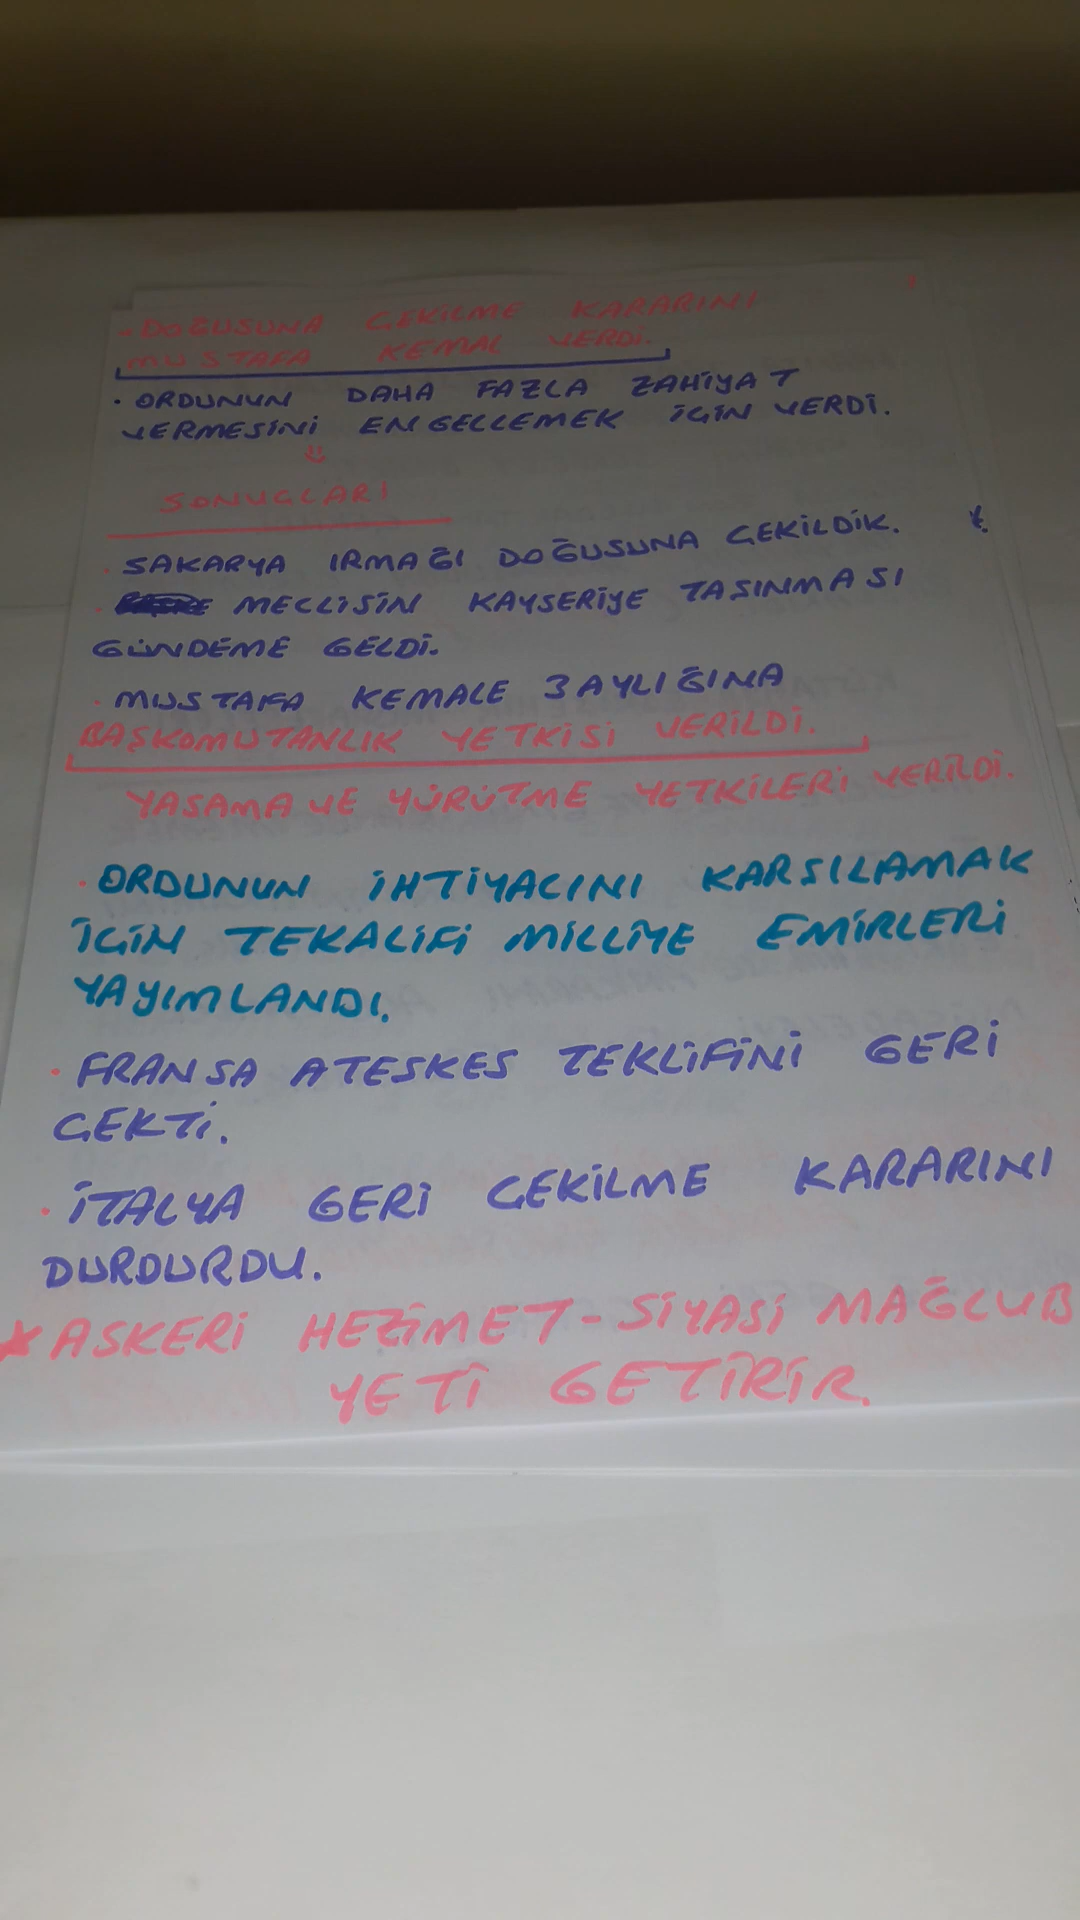 - DOĞUSUNA ÇEKİLME KARARINI
MUSTAFA KEMAL VERDİ.
· ORDUNUN DAHA FAZLA ZAHİYAT
VERMESİNİ ENGELLEMEK İÇİN VERDİ.
SONUÇLARI
· SAKARYA IRMAĞI DOĞUSUNA ÇEKİLDİK.
· MECLİSİN KAYSERİYE TAŞINMASI
GÜNDEME GELDİ.
· MUSTAFA KEMALE 3 AYLIĞINA
BAŞKOMUTANLIK YETKİSİ VERİLDİ.
YASAMA VE YÜRÜTME YETKİLERİ VERİLDİ.
· ORDUNUN İHTİYACINI KARSILAMAK
İÇİN TEKALİFİ MİLLİYE EMİRLERİ
YAYIMLANDI.
· FRANSA ATESKES TEKLİFİNİ GERİ
ÇEKTİ.
· İTALYA GERİ ÇEKİLME KARARINI
DURDURDU.
* ASKERİ HEZİMET - SİYASİ MAĞLUB
YETİ GETİRİR.